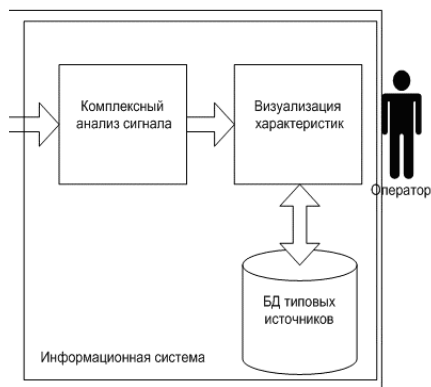 Комплексный
анализ сигнала
Визуализация
характеристик
Оператор
БД типовых
источников
Информационная система